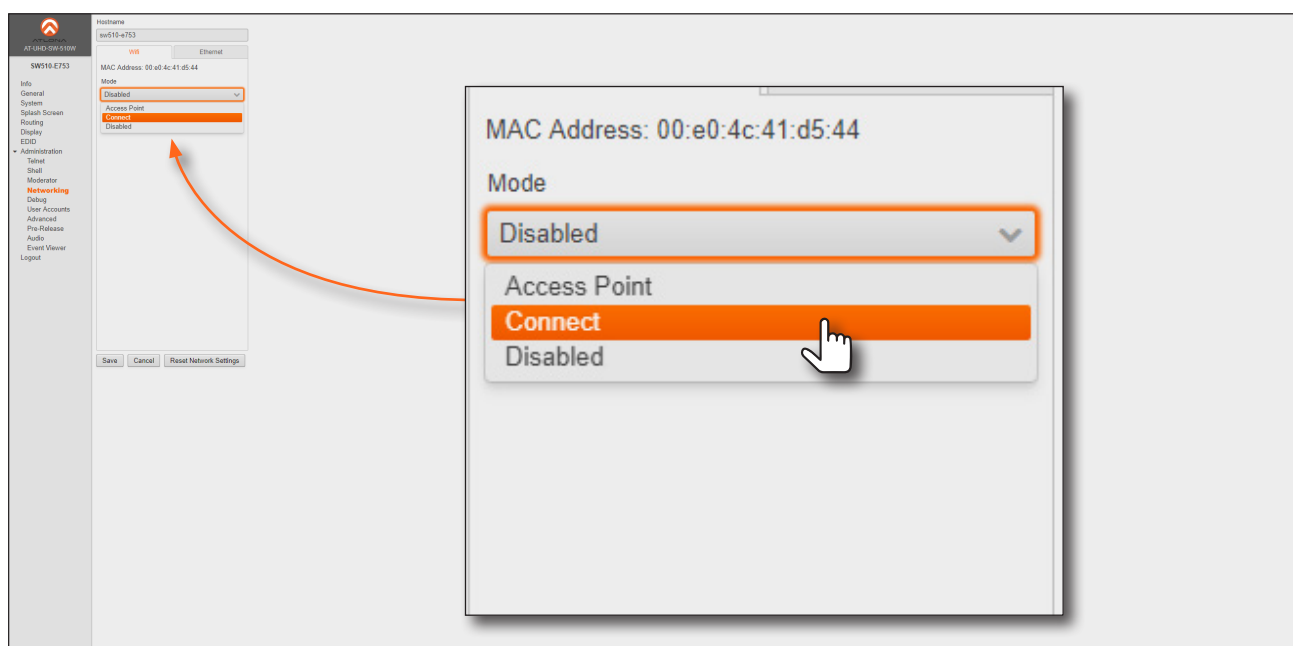 ATLONA
AT-UHD-SW-510W
SW510-E753
Info
General
System
Splash Screen
Routing
Display
EDID
Administration
Telnet
Shell
Moderator
Networking
Debug
User Accounts
Advanced
Pre-Release
Audio
Event Viewer
Logout
Hostname
sw510-e753
Wifi
Ethernet
MAC Address: 00:e0:4c:41:d5:44
Mode
Disabled
Access Point
Connect
Disabled
Save
Cancel
Reset Network Settings
MAC Address: 00:e0:4c:41:d5:44
Mode
Disabled
Access Point
Connect
Disabled